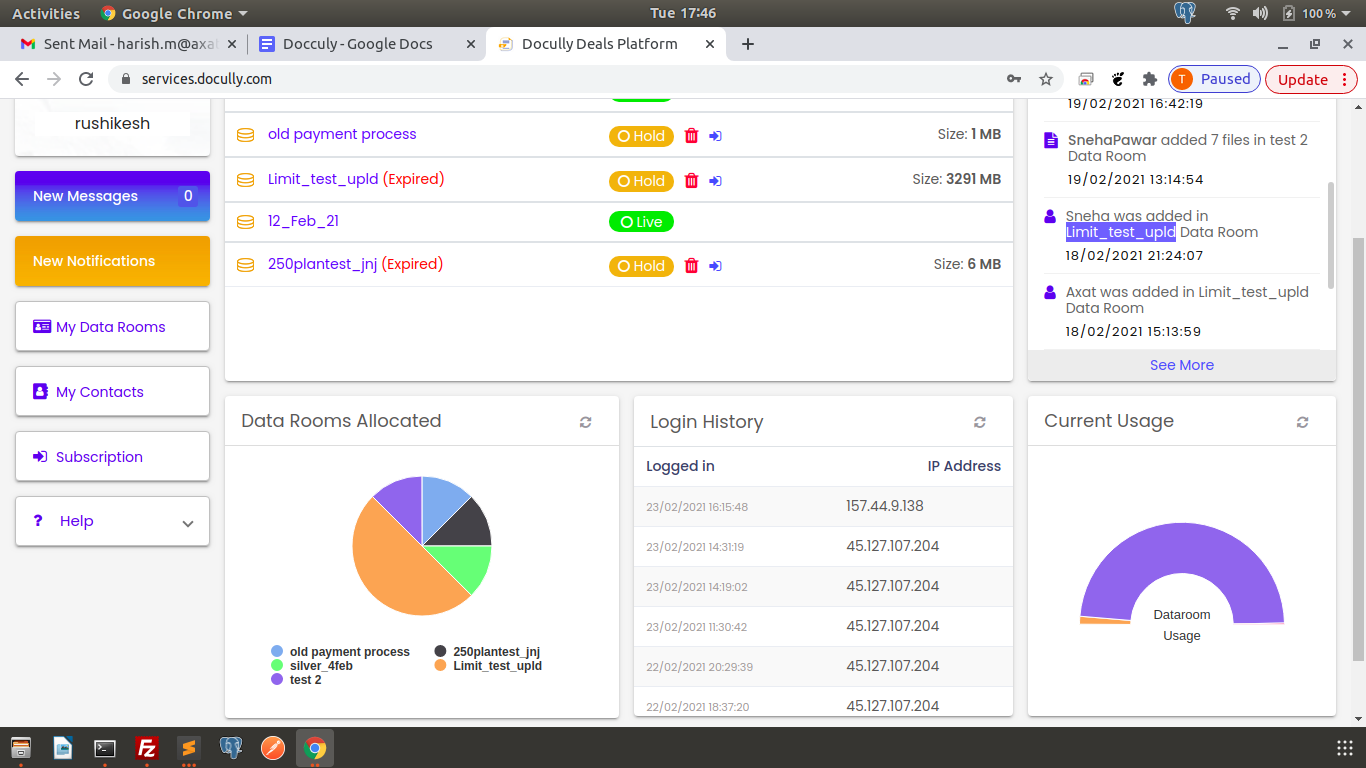 Activities
Google Chrome
Tue 17:46
100 %
Sent Mail - harish.m@axa
Docculy - Google Docs
Docully Deals Platform
services.docully.com
T
Paused
Update
rushikesh
New Messages
0
New Notifications
My Data Rooms
My Contacts
Subscription
? Help
old payment process
Hold
Size: 1 MB
Limit_test_upld (Expired)
Hold
Size: 3291 MB
12_Feb_21
Live
250plantest_jnj (Expired)
Hold
Size: 6 MB
19/02/2021 16:42:19
SnehaPawar added 7 files in test 2
Data Room
19/02/2021 13:14:54
Sneha was added in
Limit_test_upld Data Room
18/02/2021 21:24:07
Axat was added in Limit_test_upld
Data Room
18/02/2021 15:13:59
See More
Data Rooms Allocated
old payment process
250plantest_jnj
silver_4feb
Limit_test_upld
test 2
Login History
Logged in
IP Address
23/02/2021 16:15:48
157.44.9.138
23/02/2021 14:31:19
45.127.107.204
23/02/2021 14:19:02
45.127.107.204
23/02/2021 11:30:42
45.127.107.204
22/02/2021 20:29:39
45.127.107.204
22/02/2021 18:37:20
45.127.107.204
Current Usage
Dataroom
Usage
Fz